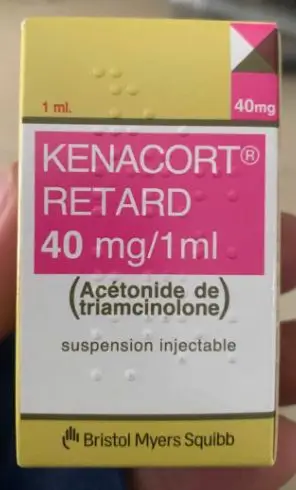 1 ml.
40mg
KENACORT®
RETARD
40 mg/1ml
(Acétonide de
triamcinolone)
suspension injectable
Bristol Myers Squibb